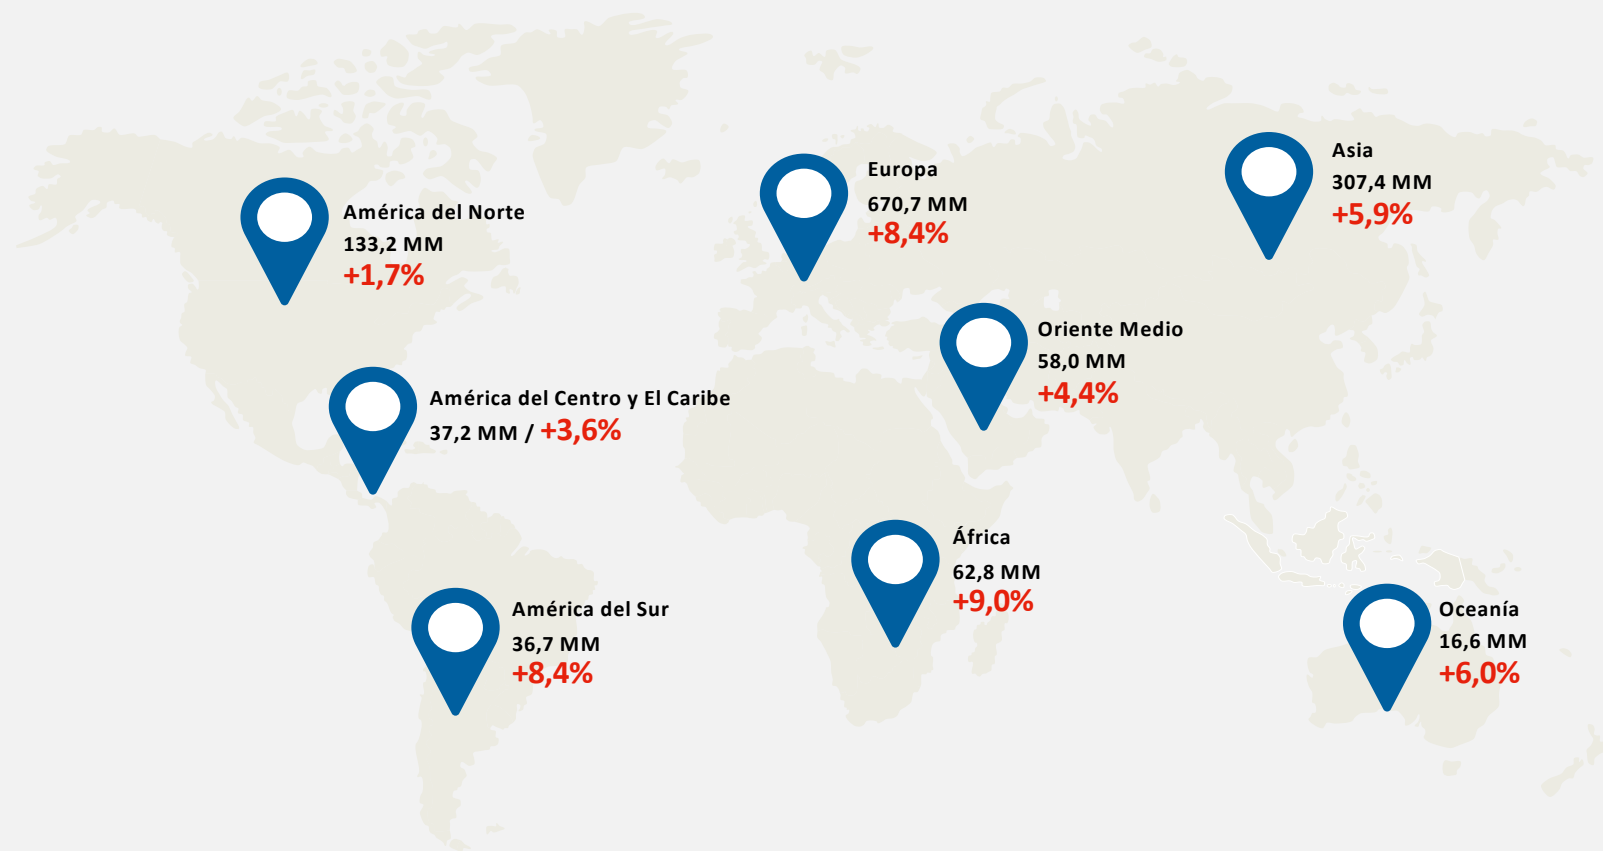 América del Norte
133,2 MM
+1,7%
Europa
670,7 MM
+8,4%
Asia
307,4 MM
+5,9%
Oriente Medio
58,0 MM
+4,4%
América del Centro y El Caribe
37,2 MM / +3,6%
África
62,8 MM
+9,0%
América del Sur
36,7 MM
+8,4%
Oceanía
16,6 MM
+6,0%